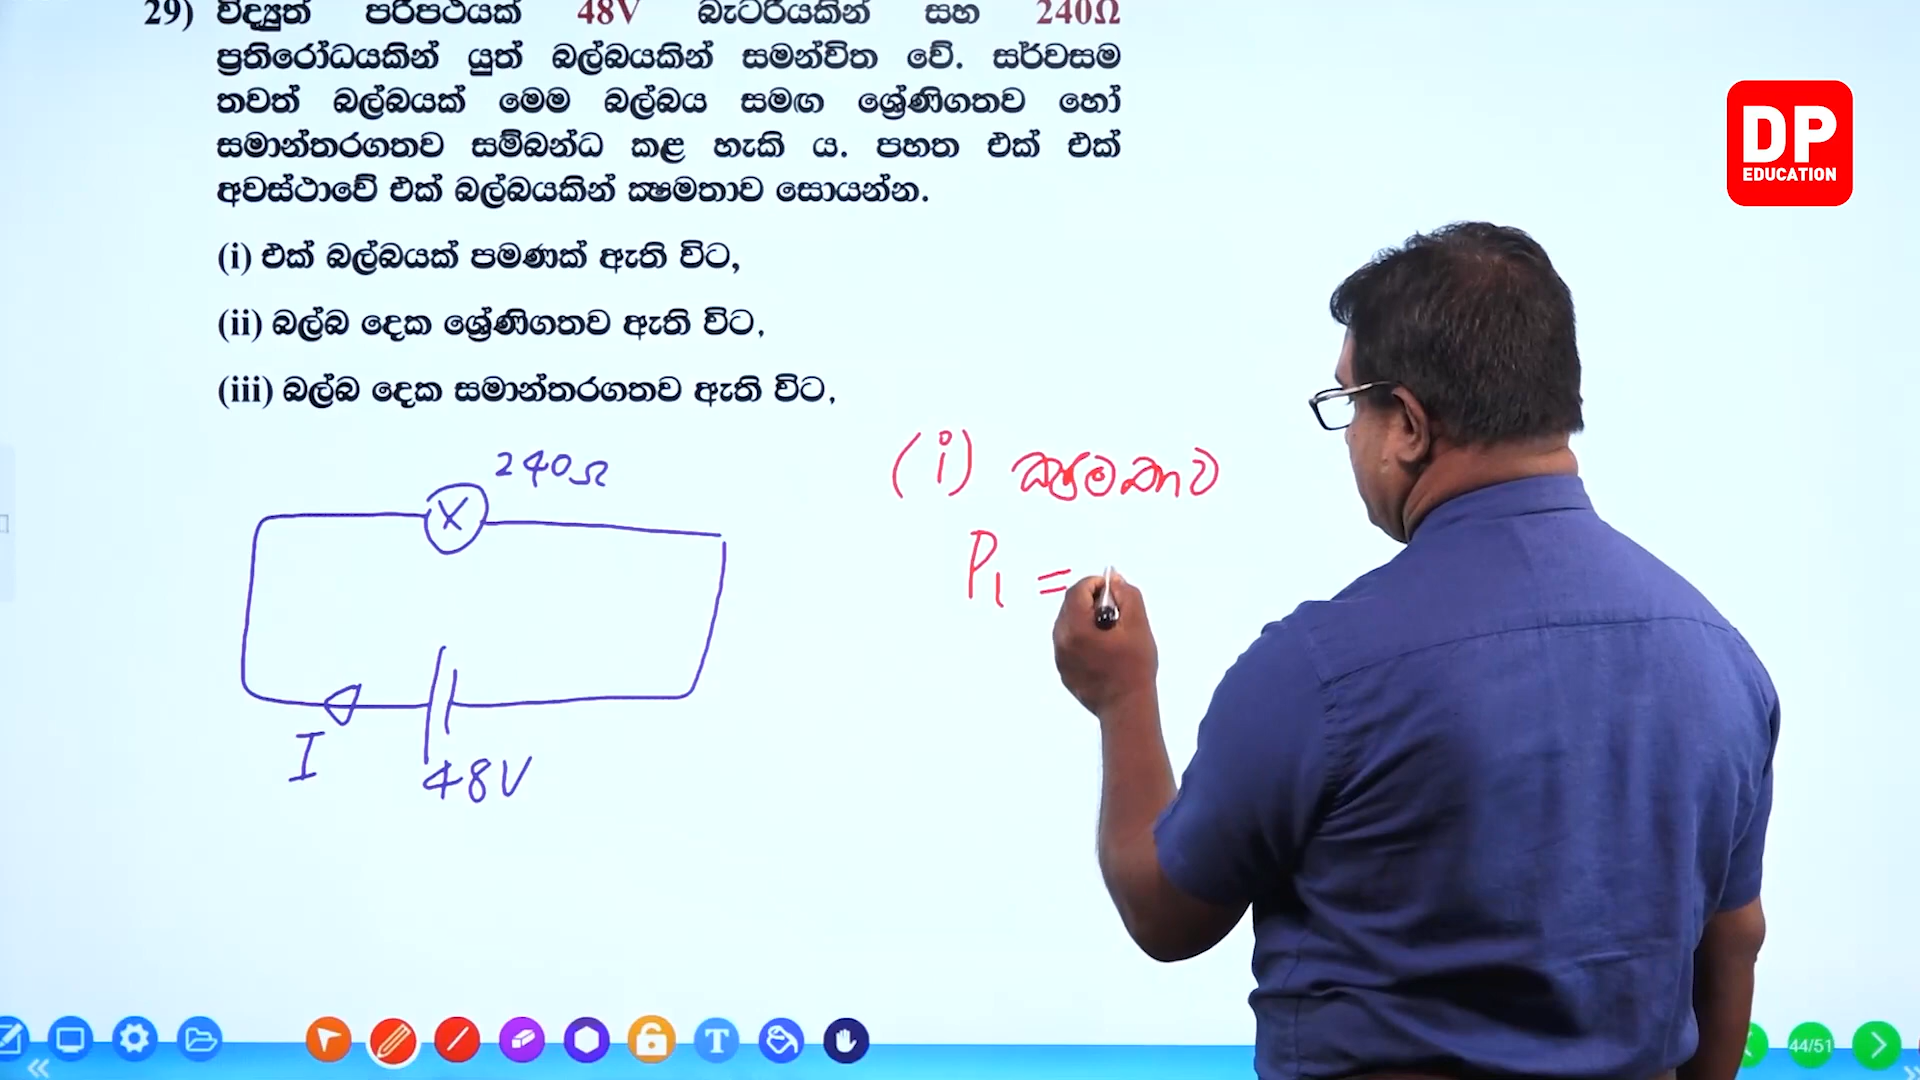 29) විද්‍යුත් පරිපථයක් 48V බැටරියකින් සහ 240Ω
ප්‍රතිරෝධයකින් යුත් බල්බයකින් සමන්විත වේ. සර්වසම
තවත් බල්බයක් මෙම බල්බය සමඟ ශ්‍රේණිගතව හෝ
සමාන්තරගතව සම්බන්ධ කළ හැකි ය. පහත එක් එක්
අවස්ථාවේ එක් බල්බයකින් ක්‍ෂමතාව සොයන්න.
(i) එක් බල්බයක් පමණක් ඇති විට,
(ii) බල්බ දෙක ශ්‍රේණිගතව ඇති විට,
(iii) බල්බ දෙක සමාන්තරගතව ඇති විට,
DP
EDUCATION
240Ω
X
I
48V
(i) ක්‍ෂමතාව
P1 =
T
44/51